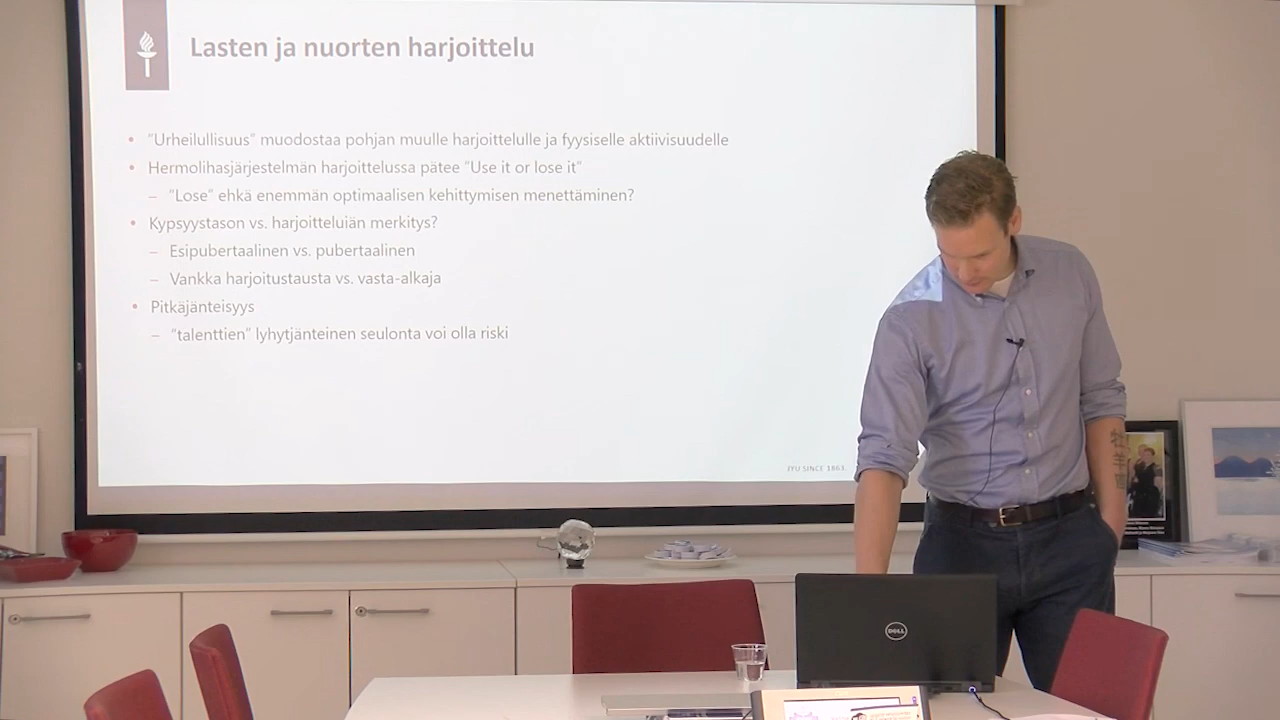 Lasten ja nuorten harjoittelu
• "Urheilullisuus" muodostaa pohjan muulle harjoittelulle ja fyysiselle aktiivisuudelle
• Hermolihasjärjestelmän harjoittelussa pätee "Use it or lose it"
– "Lose" ehkä enemmän optimaalisen kehittymisen menettäminen?
• Kypsyystason vs. harjoitteluiän merkitys?
– Esipubertaalinen vs. pubertaalinen
– Vankka harjoitustausta vs. vasta-alkaja
• Pitkäjänteisyys
– "talenttien" lyhytjänteinen seulonta voi olla riski
JYU SINCE 1863.
DELL